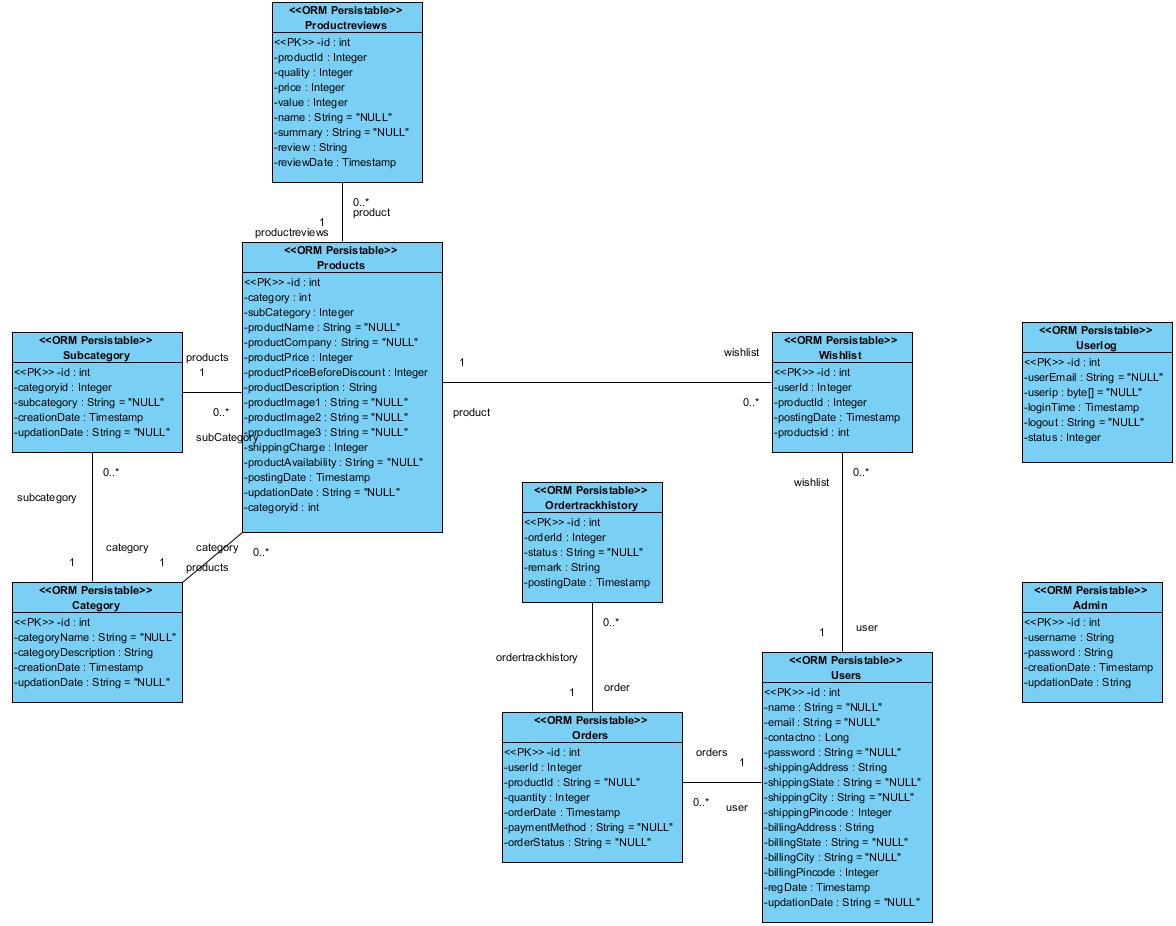 <<ORM Persistable>>
Productreviews
<<PK>> -id : int
-productId : Integer
-quality : Integer
-price : Integer
-value : Integer
-name : String = "NULL"
-summary : String = "NULL"
-review : String
-reviewDate : Timestamp
0..*
product
1
productreviews
<<ORM Persistable>>
Products
<<PK>> -id : int
-category : int
-subCategory : Integer
-productName : String = "NULL"
-productCompany : String = "NULL"
-productPrice : Integer
-productPriceBeforeDiscount : Integer
-productDescription : String
-productImage1 : String = "NULL"
-productImage2 : String = "NULL"
-productImage3 : String = "NULL"
-shippingCharge : Integer
-productAvailability : String = "NULL"
-postingDate : Timestamp
-updationDate : String = "NULL"
-categoryid : int
<<ORM Persistable>>
Subcategory
<<PK>> -id : int
-categoryid : Integer
-subcategory : String = "NULL"
-creationDate : Timestamp
-updationDate : String = "NULL"
products
1
0..*
subCategory
1
product
wishlist
0..*
<<ORM Persistable>>
Wishlist
<<PK>> -id : int
-userId : Integer
-productId : Integer
-postingDate : Timestamp
-productsid : int
<<ORM Persistable>>
Userlog
<<PK>> -id : int
-userEmail : String = "NULL"
-userip : byte[] = "NULL"
-loginTime : Timestamp
-logout : String = "NULL"
-status : Integer
0..*
subcategory
category
1
category
0..*
1
products
<<ORM Persistable>>
Category
<<PK>> -id : int
-categoryName : String = "NULL"
-categoryDescription : String
-creationDate : Timestamp
-updationDate : String = "NULL"
<<ORM Persistable>>
Ordertrackhistory
<<PK>> -id : int
-orderId : Integer
-status : String = "NULL"
-remark : String
-postingDate : Timestamp
0..*
wishlist
1
user
0..*
ordertrackhistory
1
order
<<ORM Persistable>>
Admin
<<PK>> -id : int
-username : String
-password : String
-creationDate : Timestamp
-updationDate : String
<<ORM Persistable>>
Orders
<<PK>> -id : int
-userId : Integer
-productId : String = "NULL"
-quantity : Integer
-orderDate : Timestamp
-paymentMethod : String = "NULL"
-orderStatus : String = "NULL"
orders
1
0..*
user
<<ORM Persistable>>
Users
<<PK>> -id : int
-name : String = "NULL"
-email : String = "NULL"
-contactno : Long
-password : String = "NULL"
-shippingAddress : String
-shippingState : String = "NULL"
-shippingCity : String = "NULL"
-shippingPincode : Integer
-billingAddress : String
-billingState : String = "NULL"
-billingCity : String = "NULL"
-billingPincode : Integer
-regDate : Timestamp
-updationDate : String = "NULL"